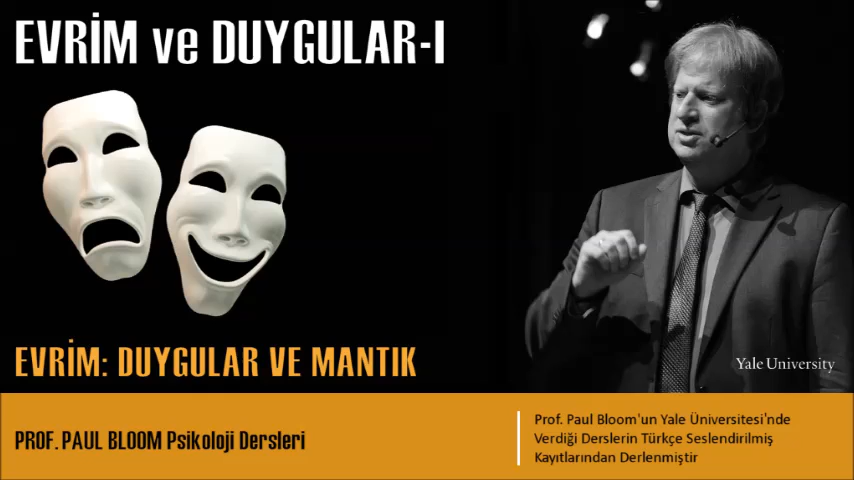 EVRİM ve DUYGULAR-I
EVRİM: DUYGULAR VE MANTIK
Yale University
PROF. PAUL BLOOM Psikoloji Dersleri
Prof. Paul Bloom'un Yale Üniversitesi'nde
Verdiği Derslerin Türkçe Seslendirilmiş
Kayıtlarından Derlenmiştir